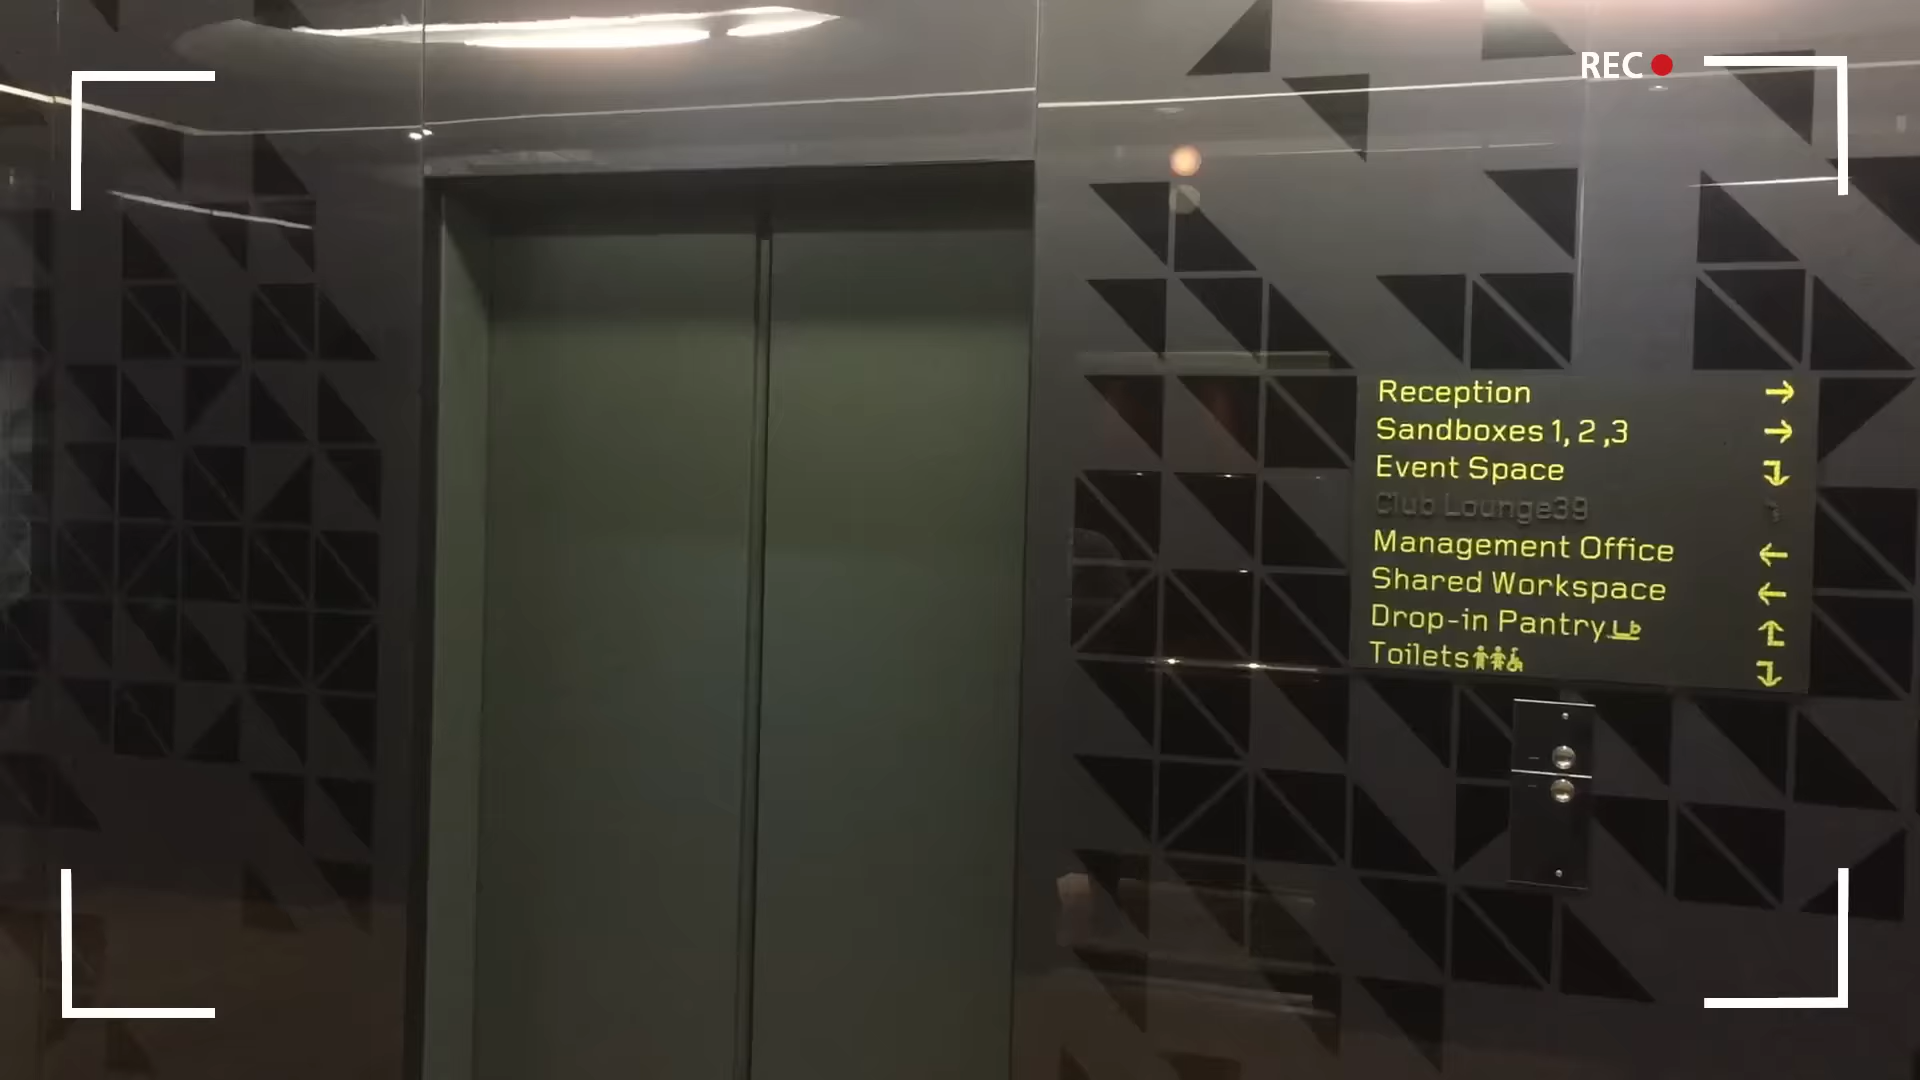 REC
Reception →
Sandboxes 1, 2 ,3 →
Event Space ↴
Club Lounge39
Management Office ←
Shared Workspace ←
Drop-in Pantry ↰
Toilets ↴